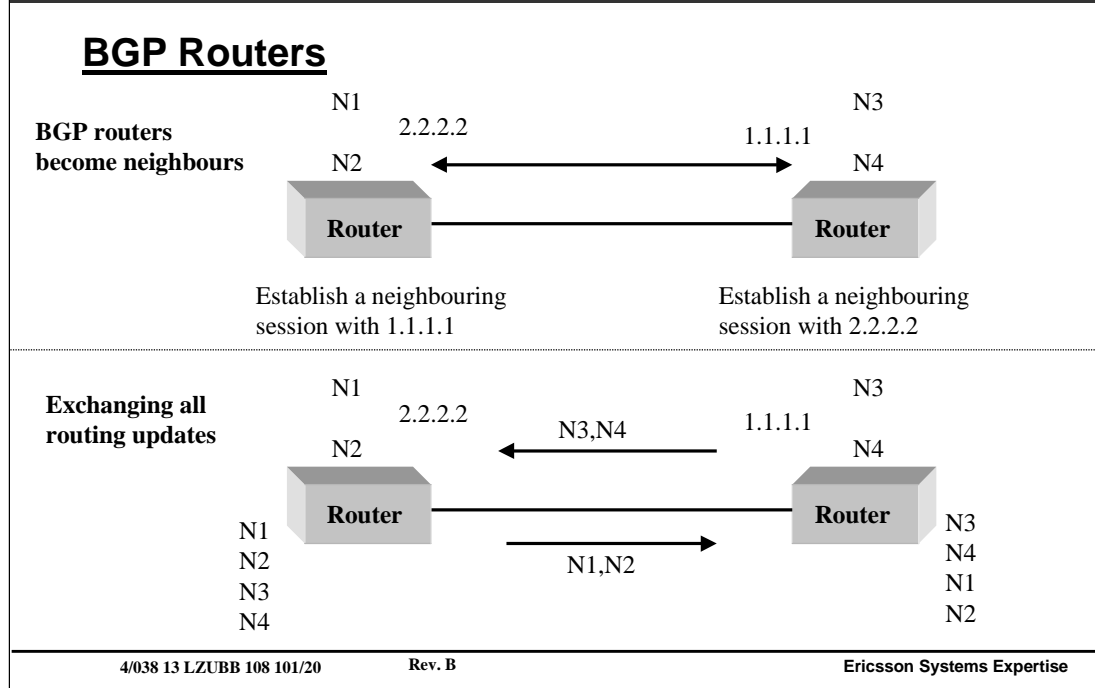 BGP Routers
BGP routers
become neighbours
N1
2.2.2.2
N2
1.1.1.1
N3
N4
Router
Router
Establish a neighbouring
session with 1.1.1.1
Establish a neighbouring
session with 2.2.2.2
Exchanging all
routing updates
N1
2.2.2.2
N2
N3,N4
1.1.1.1
N3
N4
Router
Router
N1
N2
N3
N4
N1,N2
N3
N4
N1
N2
4/038 13 LZUBB 108 101/20
Rev. B
Ericsson Systems Expertise